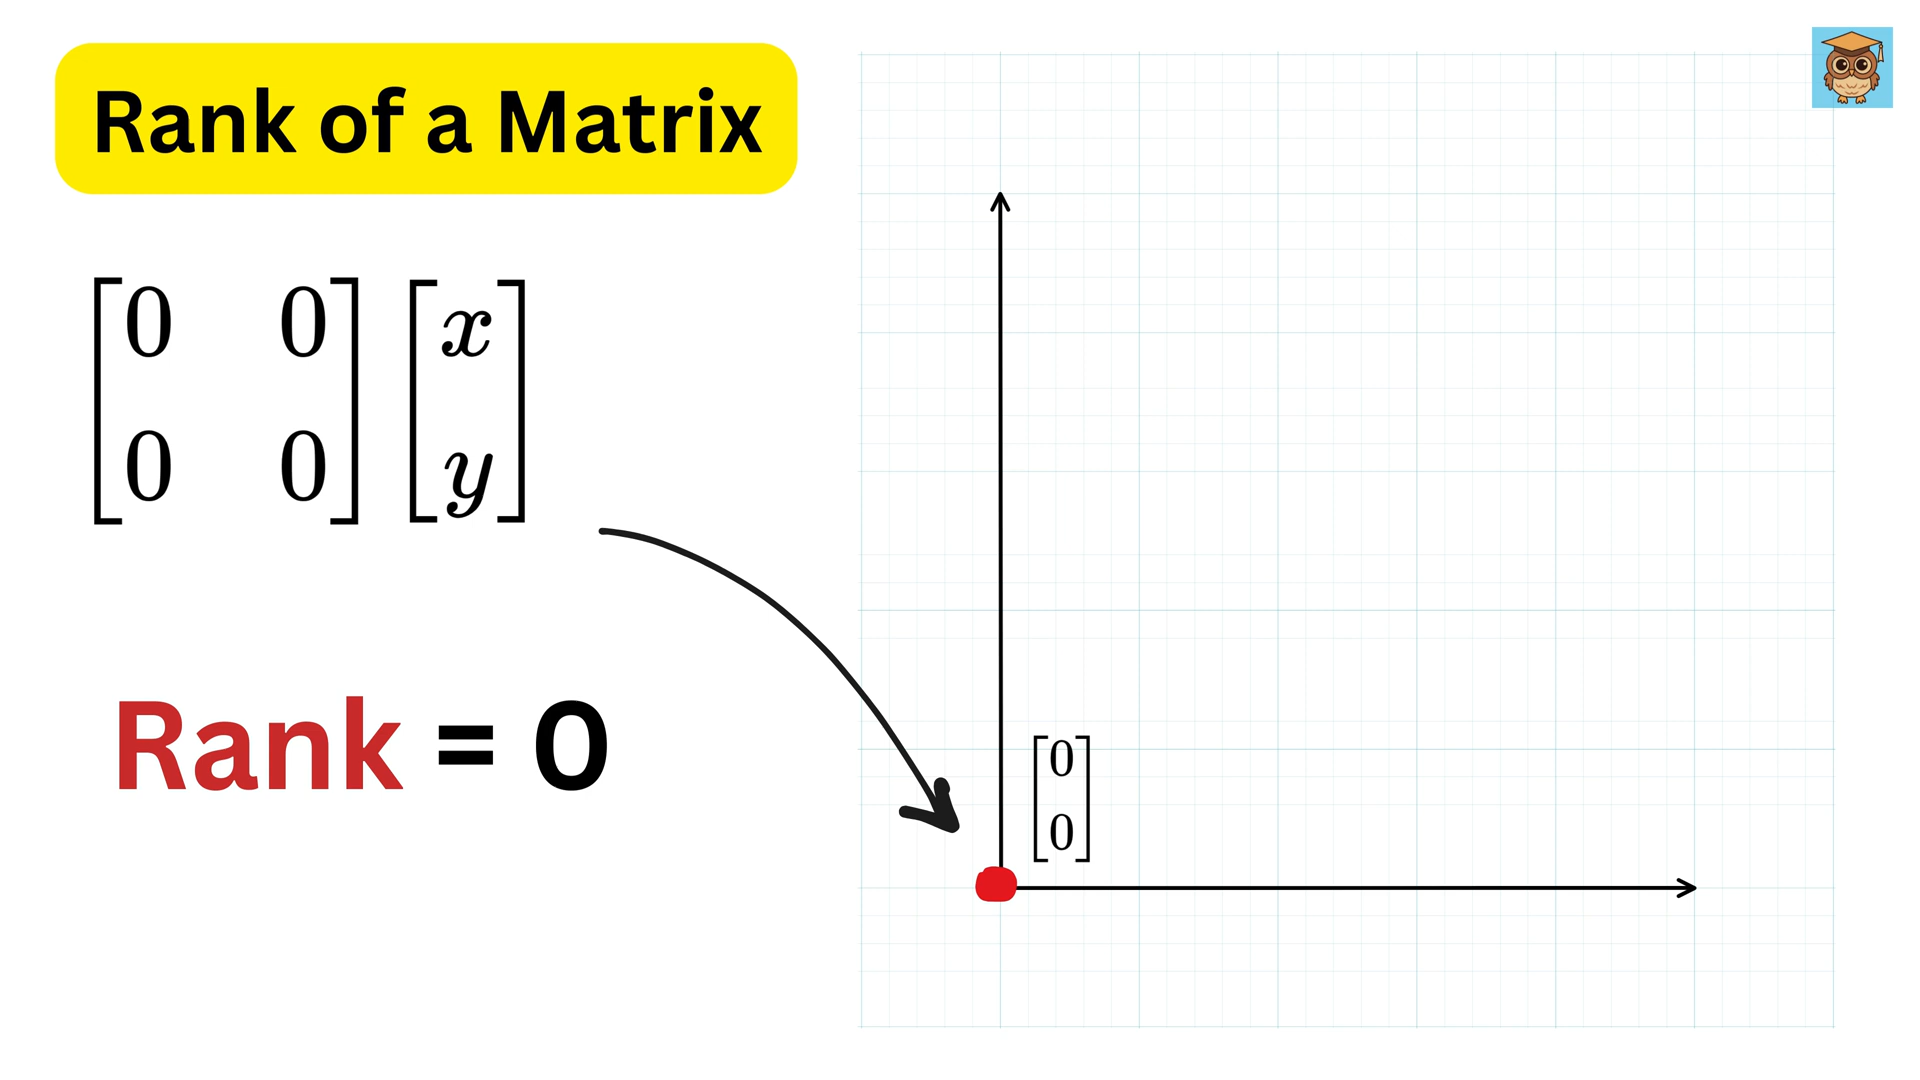 Rank of a Matrix
[0 0] [x]
[0 0] [y]
Rank = 0
[0]
[0]